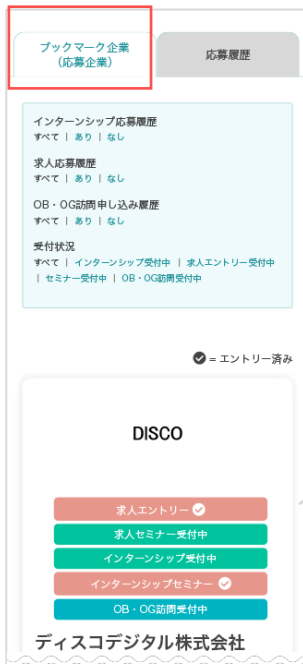 ブックマーク企業
(応募企業)
応募履歴
インターンシップ応募履歴
すべて | あり | なし
求人応募履歴
すべて | あり | なし
OB・OG訪問申し込み履歴
すべて | あり | なし
受付状況
すべて | インターンシップ受付中 | 求人エントリー受付中
| セミナー受付中 | OB・OG訪問受付中
= エントリー済み
DISCO
求人エントリー
求人セミナー受付中
インターンシップ受付中
インターンシップセミナー
OB・OG訪問受付中
ディスコデジタル株式会社